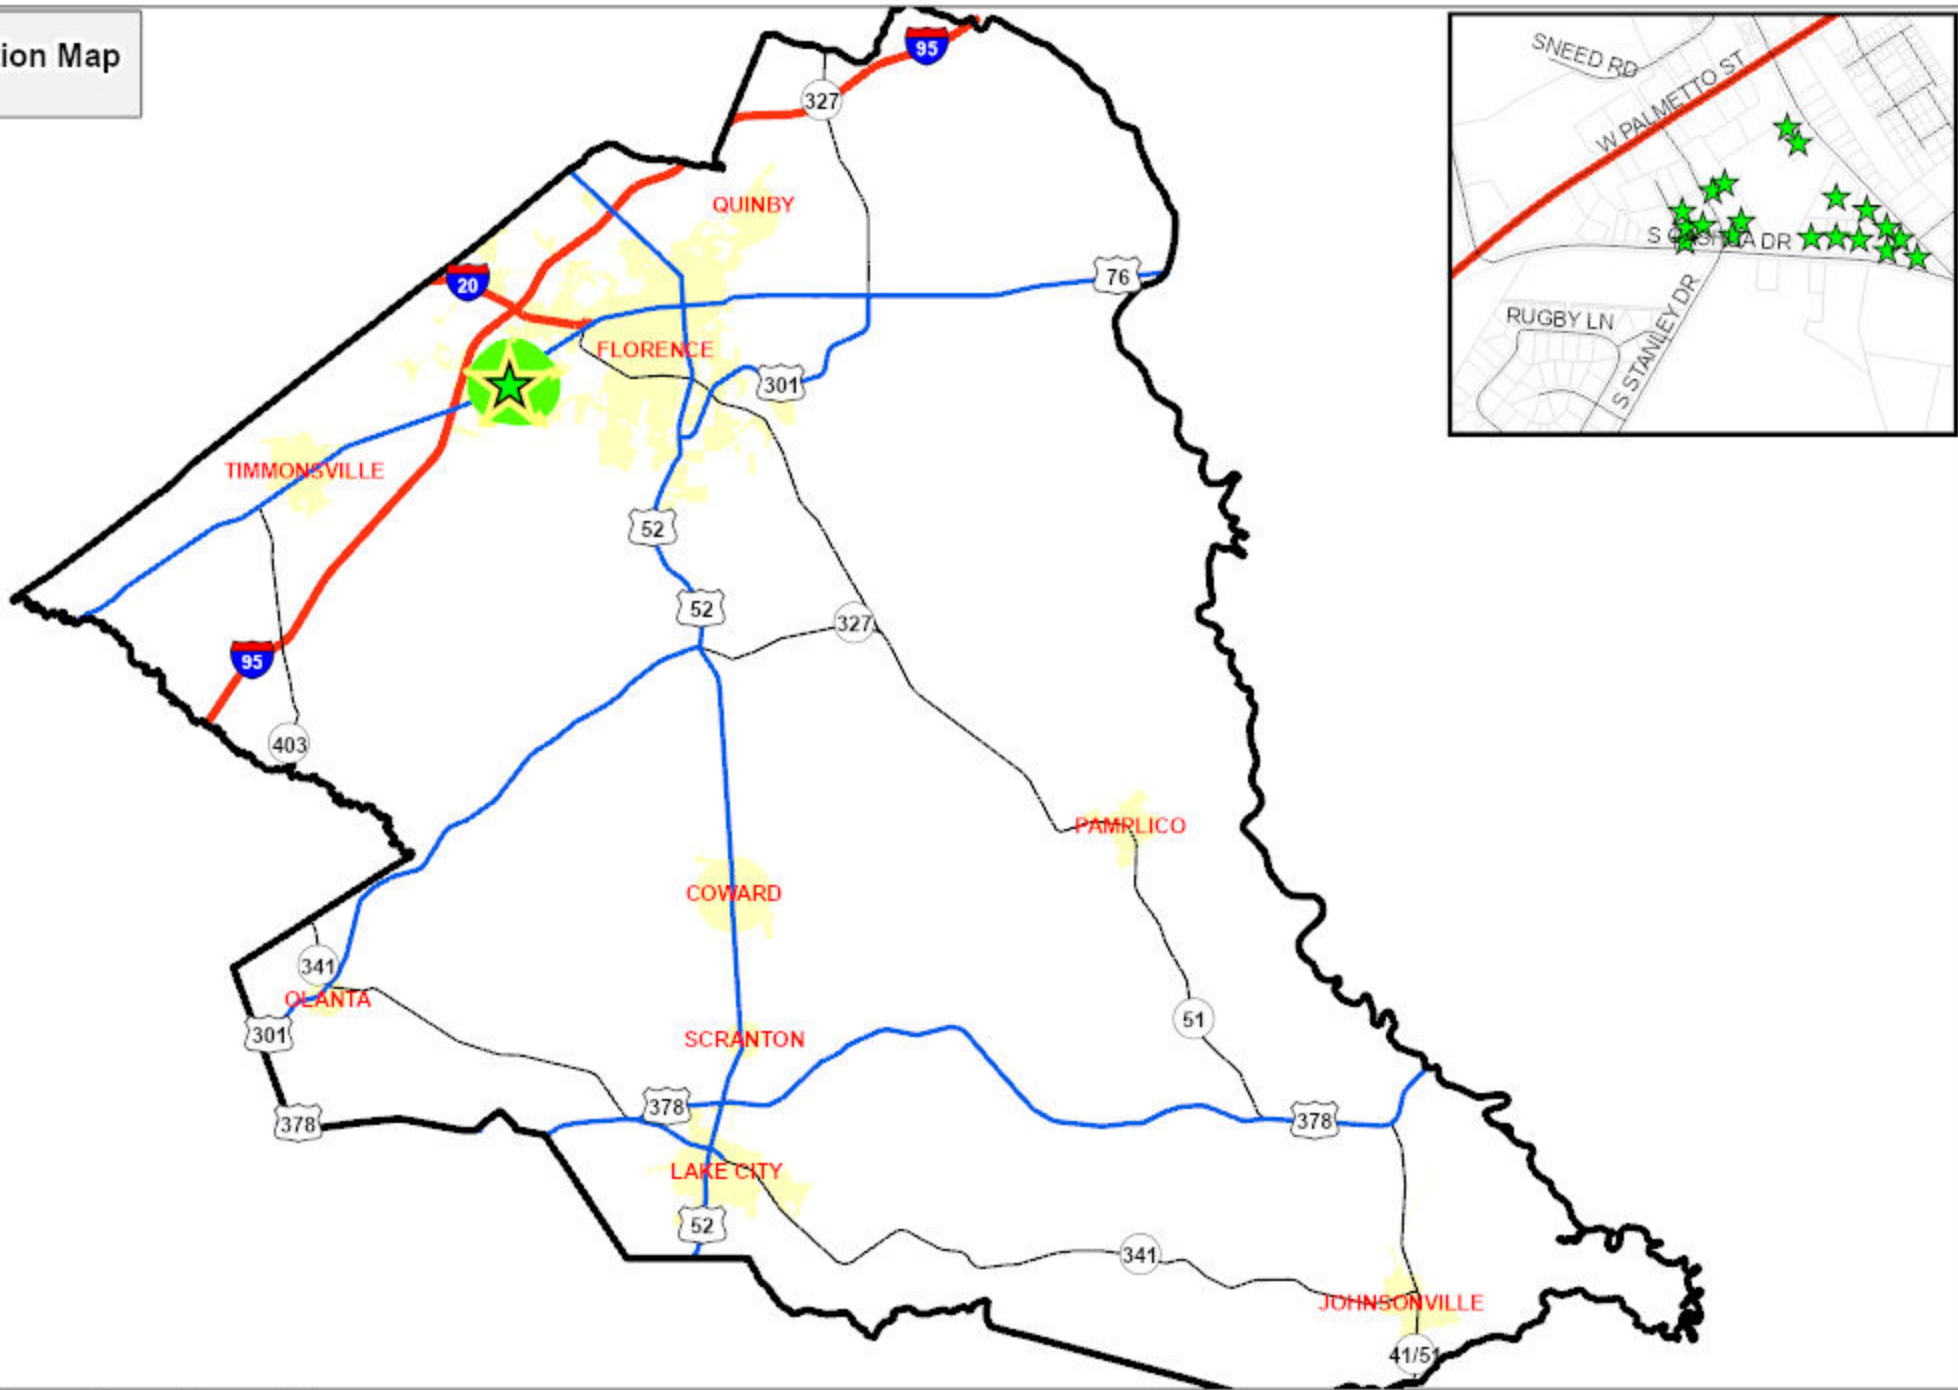 ion Map
95
327
SNEED RD
W PALMETTO ST
QUINBY
S CASHUA DR
20
76
RUGBY LN
S STANLEY DR
FLORENCE
301
TIMMONSVILLE
52
52
327
95
403
PAMPLICO
COWARD
341
OLANTA
51
301
SCRANTON
378
378
378
LAKE CITY
52
341
JOHNSONVILLE
41/51